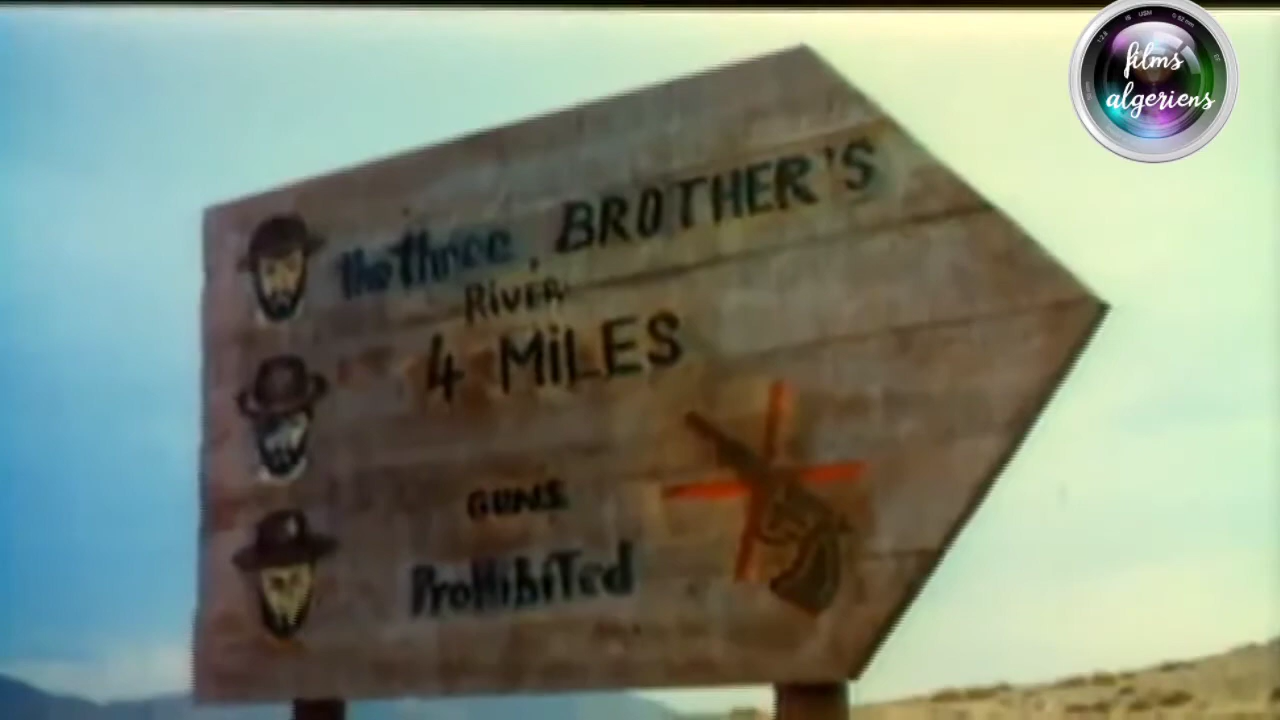 the three, BROTHER'S
RiVER
4 MiLES
GUNS
ProHibiTed
films
algeriens